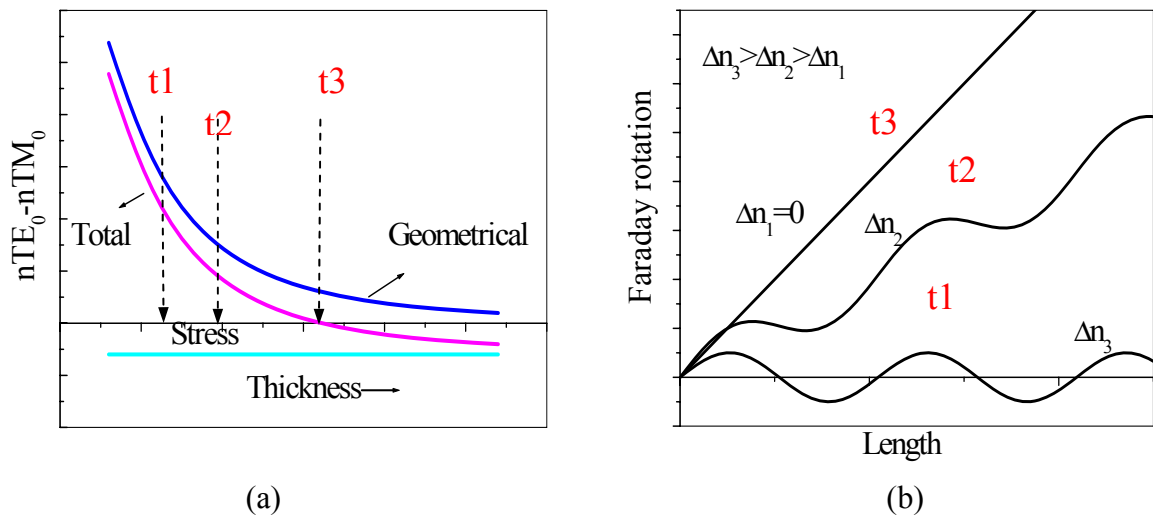 t1
t2
t3
Total
Geometrical
Stress
Thickness
nTE₀-nTM₀
(a)
Δn₃>Δn₂>Δn₁
t3
t2
Δn₁=0
Δn₂
t1
Δn₃
Faraday rotation
Length
(b)